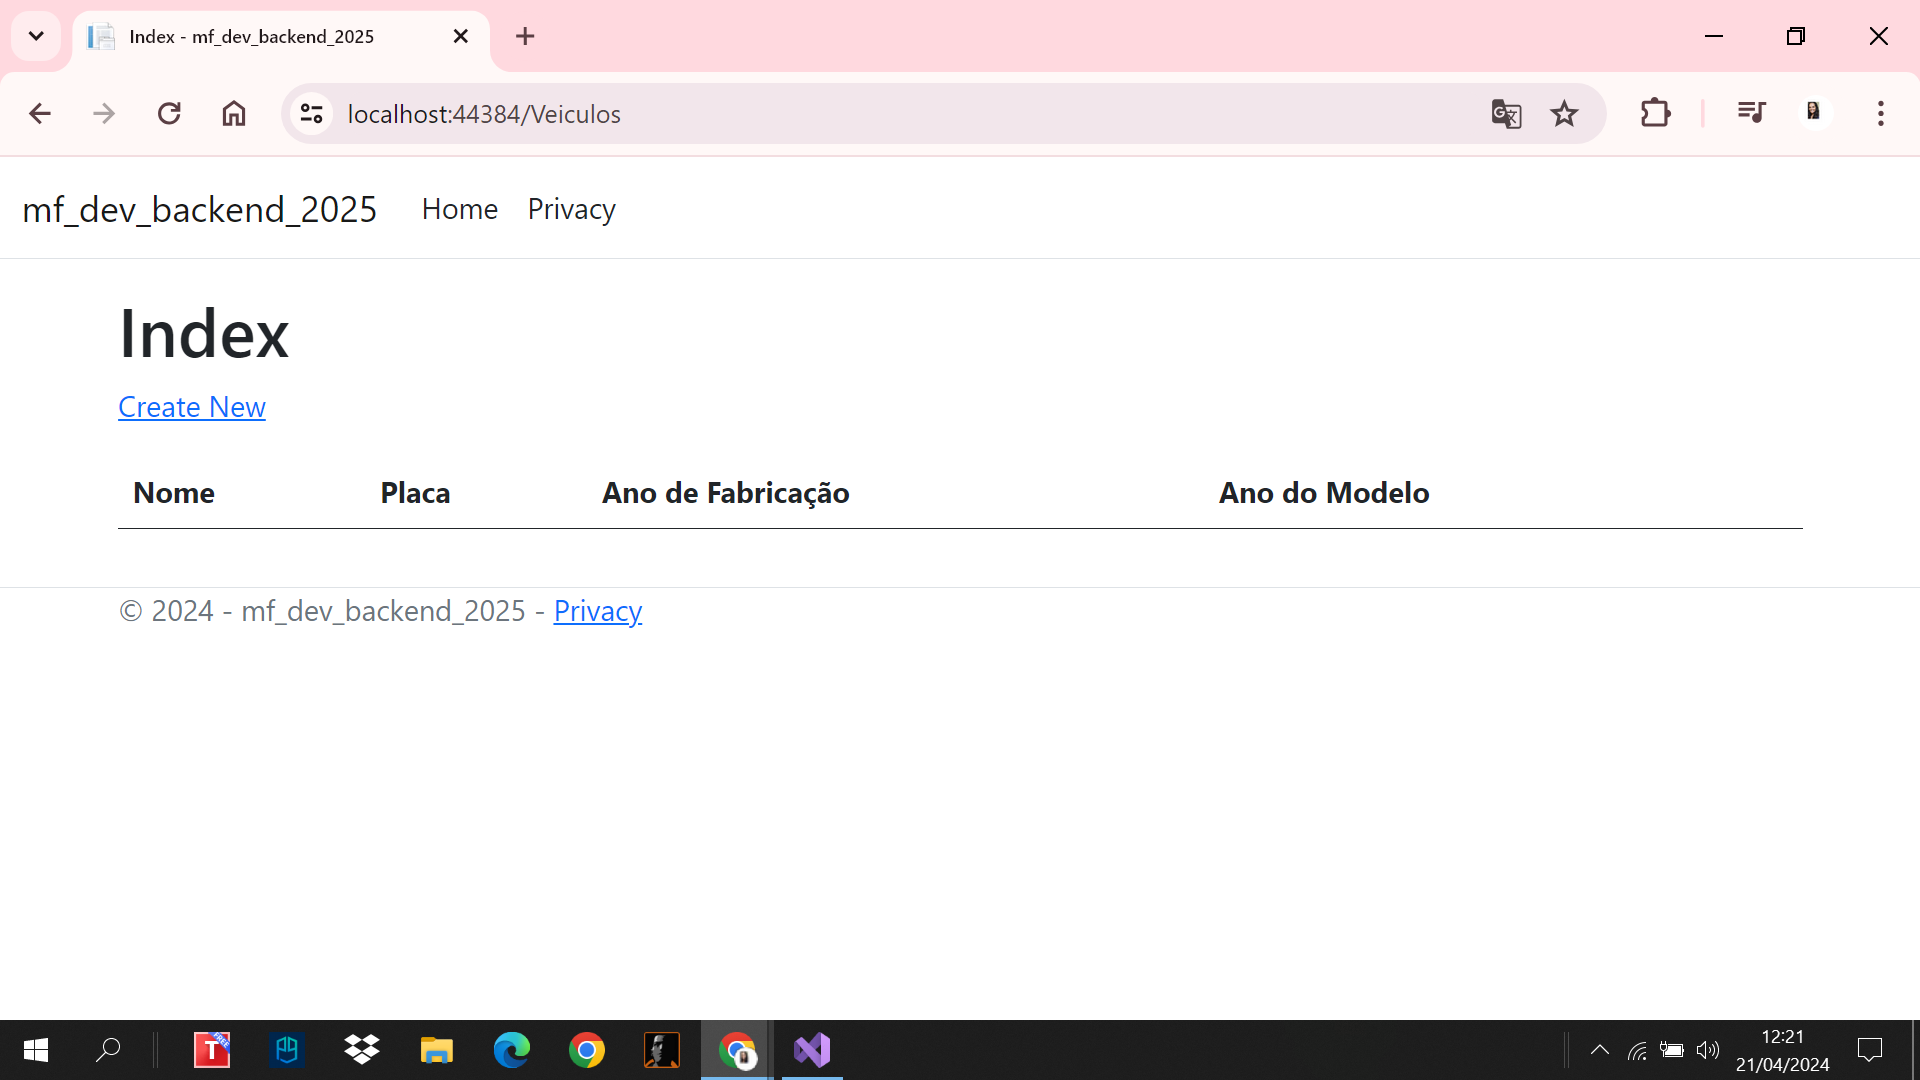 Index - mf_dev_backend_2025
localhost:44384/Veiculos
mf_dev_backend_2025 Home Privacy
Index
Create New
Nome Placa Ano de Fabricação Ano do Modelo
© 2024 - mf_dev_backend_2025 - Privacy
T FREE
12:21
21/04/2024